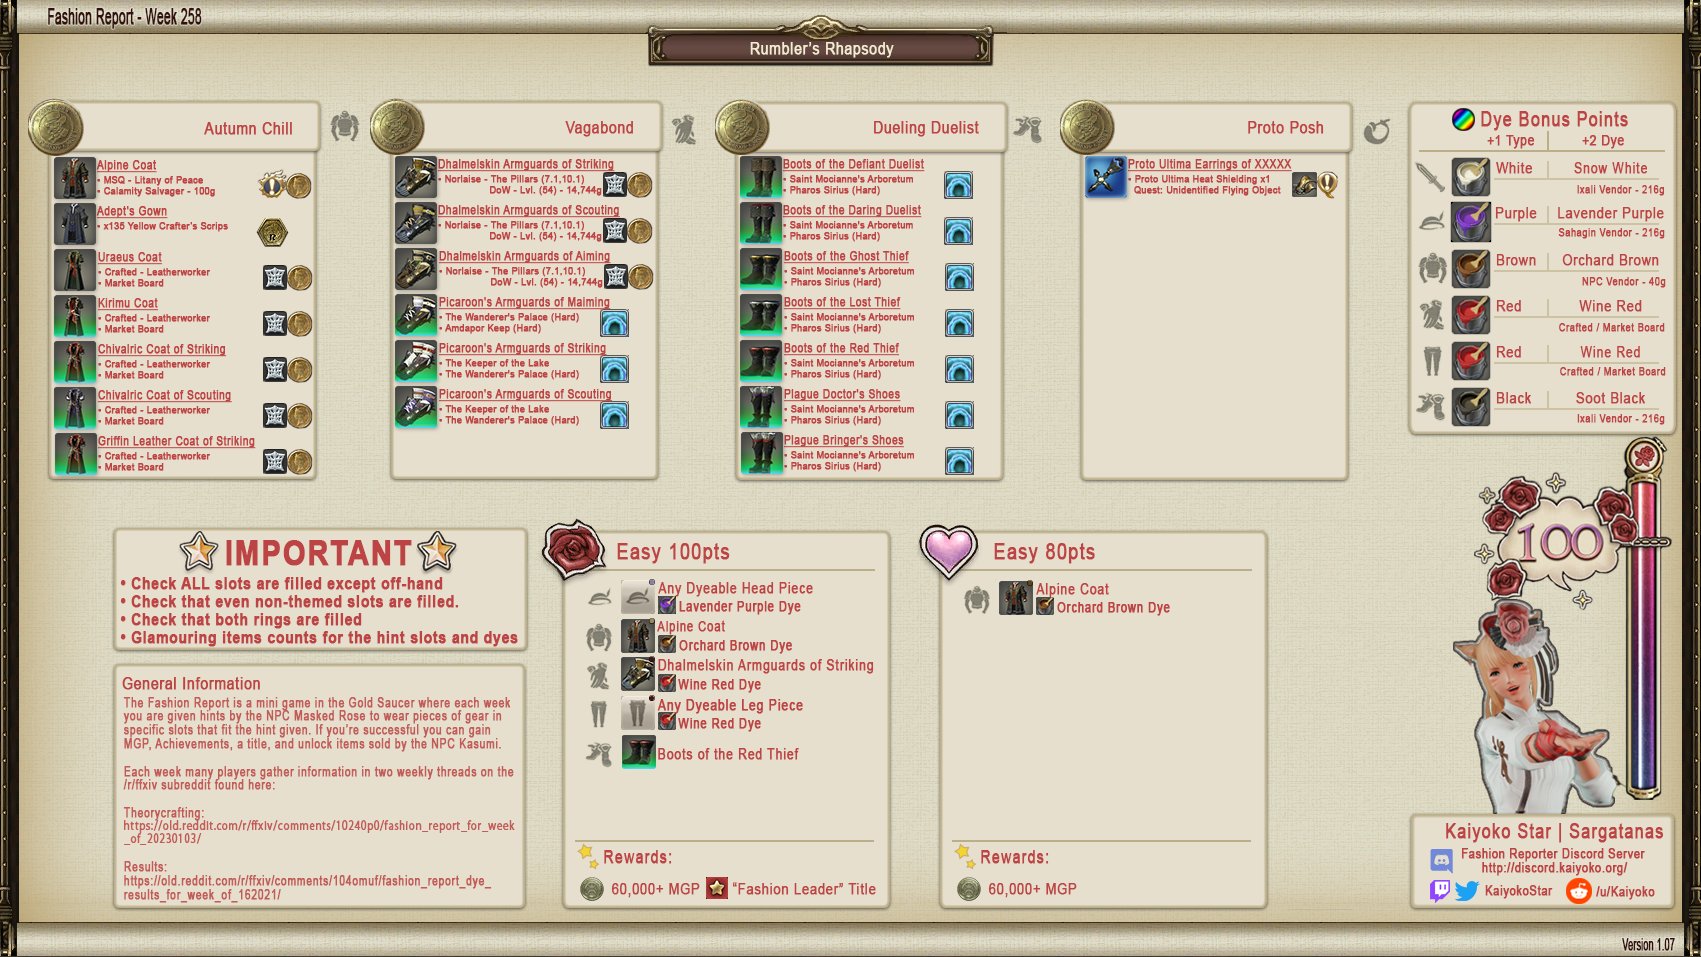 Fashion Report - Week 258
Rumbler's Rhapsody
Autumn Chill
Alpine Coat
• MSQ - Litany of Peace
• Calamity Salvager - 100g
Adept's Gown
• x135 Yellow Crafter's Scrips
Uraeus Coat
• Crafted - Leatherworker
• Market Board
Kirimu Coat
• Crafted - Leatherworker
• Market Board
Chivalric Coat of Striking
• Crafted - Leatherworker
• Market Board
Chivalric Coat of Scouting
• Crafted - Leatherworker
• Market Board
Griffin Leather Coat of Striking
• Crafted - Leatherworker
• Market Board
Vagabond
Dhalmelskin Armguards of Striking
• Norlaise - The Pillars (7.1,10.1)
DoW - Lvl. (54) - 14,744g
Dhalmelskin Armguards of Scouting
• Norlaise - The Pillars (7.1,10.1)
DoW - Lvl. (54) - 14,744g
Dhalmelskin Armguards of Aiming
• Norlaise - The Pillars (7.1,10.1)
DoW - Lvl. (54) - 14,744g
Picaroon's Armguards of Maiming
• The Wanderer's Palace (Hard)
• Amdapor Keep (Hard)
Picaroon's Armguards of Striking
• The Keeper of the Lake
• The Wanderer's Palace (Hard)
Picaroon's Armguards of Scouting
• The Keeper of the Lake
• The Wanderer's Palace (Hard)
Dueling Duelist
Boots of the Defiant Duelist
• Saint Mocianne's Arboretum
• Pharos Sirius (Hard)
Boots of the Daring Duelist
• Saint Mocianne's Arboretum
• Pharos Sirius (Hard)
Boots of the Ghost Thief
• Saint Mocianne's Arboretum
• Pharos Sirius (Hard)
Boots of the Lost Thief
• Saint Mocianne's Arboretum
• Pharos Sirius (Hard)
Boots of the Red Thief
• Saint Mocianne's Arboretum
• Pharos Sirius (Hard)
Plague Doctor's Shoes
• Saint Mocianne's Arboretum
• Pharos Sirius (Hard)
Plague Bringer's Shoes
• Saint Mocianne's Arboretum
• Pharos Sirius (Hard)
Proto Posh
Proto Ultima Earrings of XXXXX
• Proto Ultima Heat Shielding x1
Quest: Unidentified Flying Object
Dye Bonus Points
+1 Type +2 Dye
White Snow White
Ixali Vendor - 216g
Purple Lavender Purple
Sahagin Vendor - 216g
Brown Orchard Brown
NPC Vendor - 40g
Red Wine Red
Crafted / Market Board
Red Wine Red
Crafted / Market Board
Black Soot Black
Ixali Vendor - 216g
IMPORTANT
• Check ALL slots are filled except off-hand
• Check that even non-themed slots are filled.
• Check that both rings are filled
• Glamouring items counts for the hint slots and dyes
General Information
The Fashion Report is a mini game in the Gold Saucer where each week
you are given hints by the NPC Masked Rose to wear pieces of gear in
specific slots that fit the hint given. If you're successful you can gain
MGP, Achievements, a title, and unlock items sold by the NPC Kasumi.
Each week many players gather information in two weekly threads on the
/r/ffxiv subreddit found here:
Theorycrafting:
https://old.reddit.com/r/ffxiv/comments/10240p0/fashion_report_for_week
_of_20230103/
Results:
https://old.reddit.com/r/ffxiv/comments/104omuf/fashion_report_dye_
results_for_week_of_162021/
Easy 100pts
Any Dyeable Head Piece
Lavender Purple Dye
Alpine Coat
Orchard Brown Dye
Dhalmelskin Armguards of Striking
Wine Red Dye
Any Dyeable Leg Piece
Wine Red Dye
Boots of the Red Thief
Rewards:
60,000+ MGP "Fashion Leader" Title
Easy 80pts
Alpine Coat
Orchard Brown Dye
Rewards:
60,000+ MGP
100
Kaiyoko Star | Sargatanas
Fashion Reporter Discord Server
http://discord.kaiyoko.org/
KaiyokoStar /u/Kaiyoko
Version 1.07